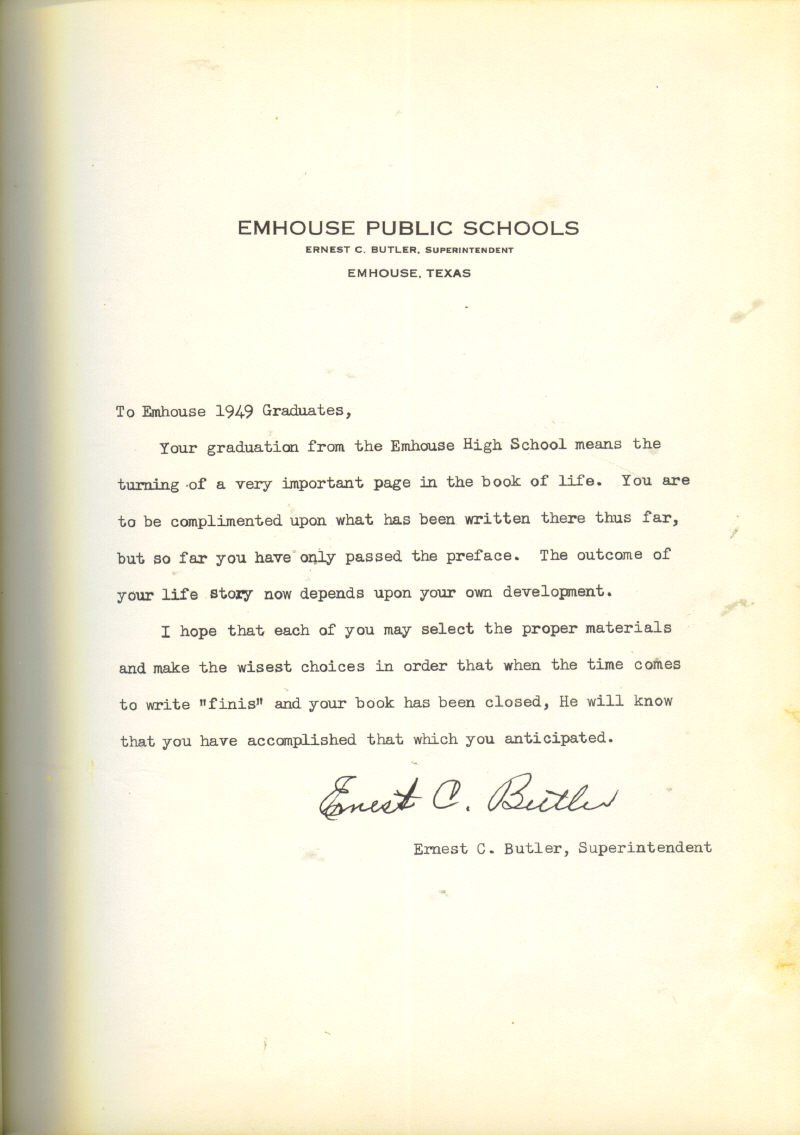 EMHOUSE PUBLIC SCHOOLS
ERNEST C. BUTLER, SUPERINTENDENT
EMHOUSE, TEXAS
To Emhouse 1949 Graduates,
Your graduation from the Emhouse High School means the
turning of a very important page in the book of life. You are
to be complimented upon what has been written there thus far,
but so far you have only passed the preface. The outcome of
your life story now depends upon your own development.
I hope that each of you may select the proper materials
and make the wisest choices in order that when the time comes
to write "finis" and your book has been closed, He will know
that you have accomplished that which you anticipated.
Ernest C. Butler
Ernest C. Butler, Superintendent